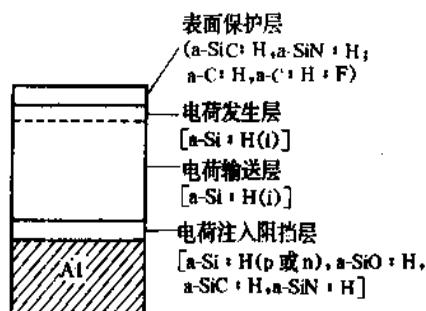 表面保护层
(a-SiC：H,a-SiN：H；
a-C：H,a-C：H：F)
电荷发生层
[a-Si：H(i)]
电荷输送层
[a-Si：H(i)]
电荷注入阻挡层
[a-Si：H(p或n),a-SiO：H,
a-SiC：H,a-SiN：H]
Al